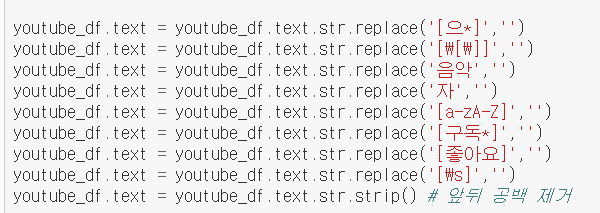 youtube_df.text = youtube_df.text.str.replace('[으*]','')
youtube_df.text = youtube_df.text.str.replace('[₩[₩]]','')
youtube_df.text = youtube_df.text.str.replace('음악','')
youtube_df.text = youtube_df.text.str.replace('자','')
youtube_df.text = youtube_df.text.str.replace('[a-zA-Z]','')
youtube_df.text = youtube_df.text.str.replace('[구독*]','')
youtube_df.text = youtube_df.text.str.replace('[좋아요]','')
youtube_df.text = youtube_df.text.str.replace('[₩s]','')
youtube_df.text = youtube_df.text.str.strip() # 앞뒤 공백 제거